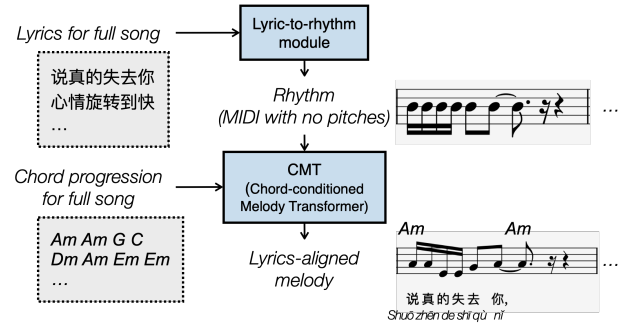 Lyrics for full song
说真的失去你
心情旋转到快
...
Lyric-to-rhythm
module
Rhythm
(MIDI with no pitches)
...
Chord progression
for full song
Am Am G C
Dm Am Em Em
...
CMT
(Chord-conditioned
Melody Transformer)
Lyrics-aligned
melody
Am Am
...
说真的失去 你,
Shuō zhēn de shī qù nǐ